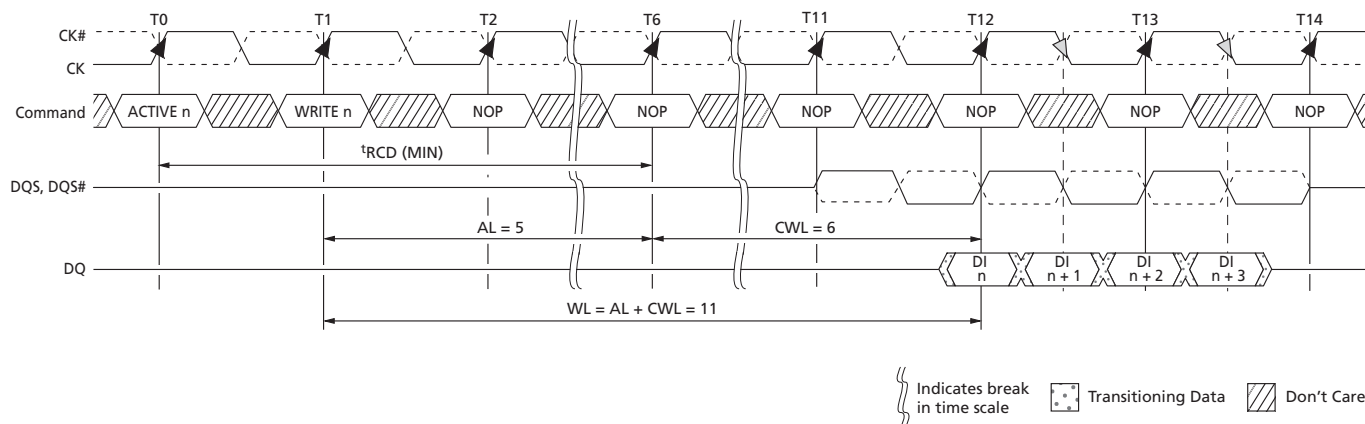 T0 T1 T2 T6 T11 T12 T13 T14
CK#
CK
Command ACTIVE n WRITE n NOP NOP NOP NOP NOP NOP
tRCD (MIN)
DQS, DQS#
AL = 5 CWL = 6
DQ DI n DI n + 1 DI n + 2 DI n + 3
WL = AL + CWL = 11
Indicates break in time scale
Transitioning Data
Don't Care